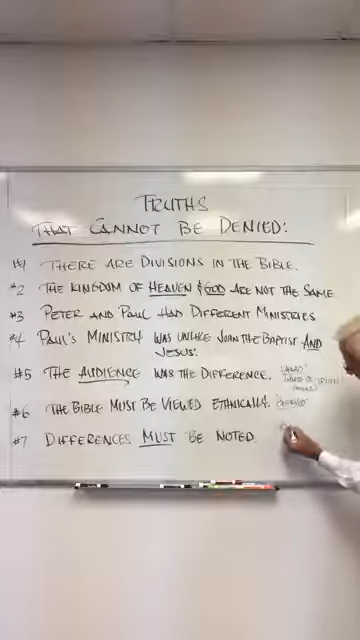 TRUTHS
THAT CANNOT BE DENIED:
#1 THERE ARE DIVISIONS IN THE BIBLE.
#2 THE KINGDOM OF HEAVEN & GOD ARE NOT THE SAME
#3 PETER AND PAUL HAD DIFFERENT MINISTRIES
#4 PAUL'S MINISTRY WAS UNLIKE JOHN THE BAPTIST AND
JESUS'.
#5 THE AUDIENCE WAS THE DIFFERENCE.
#6 THE BIBLE MUST BE VIEWED ETHNICALLY.
#7 DIFFERENCES MUST BE NOTED.